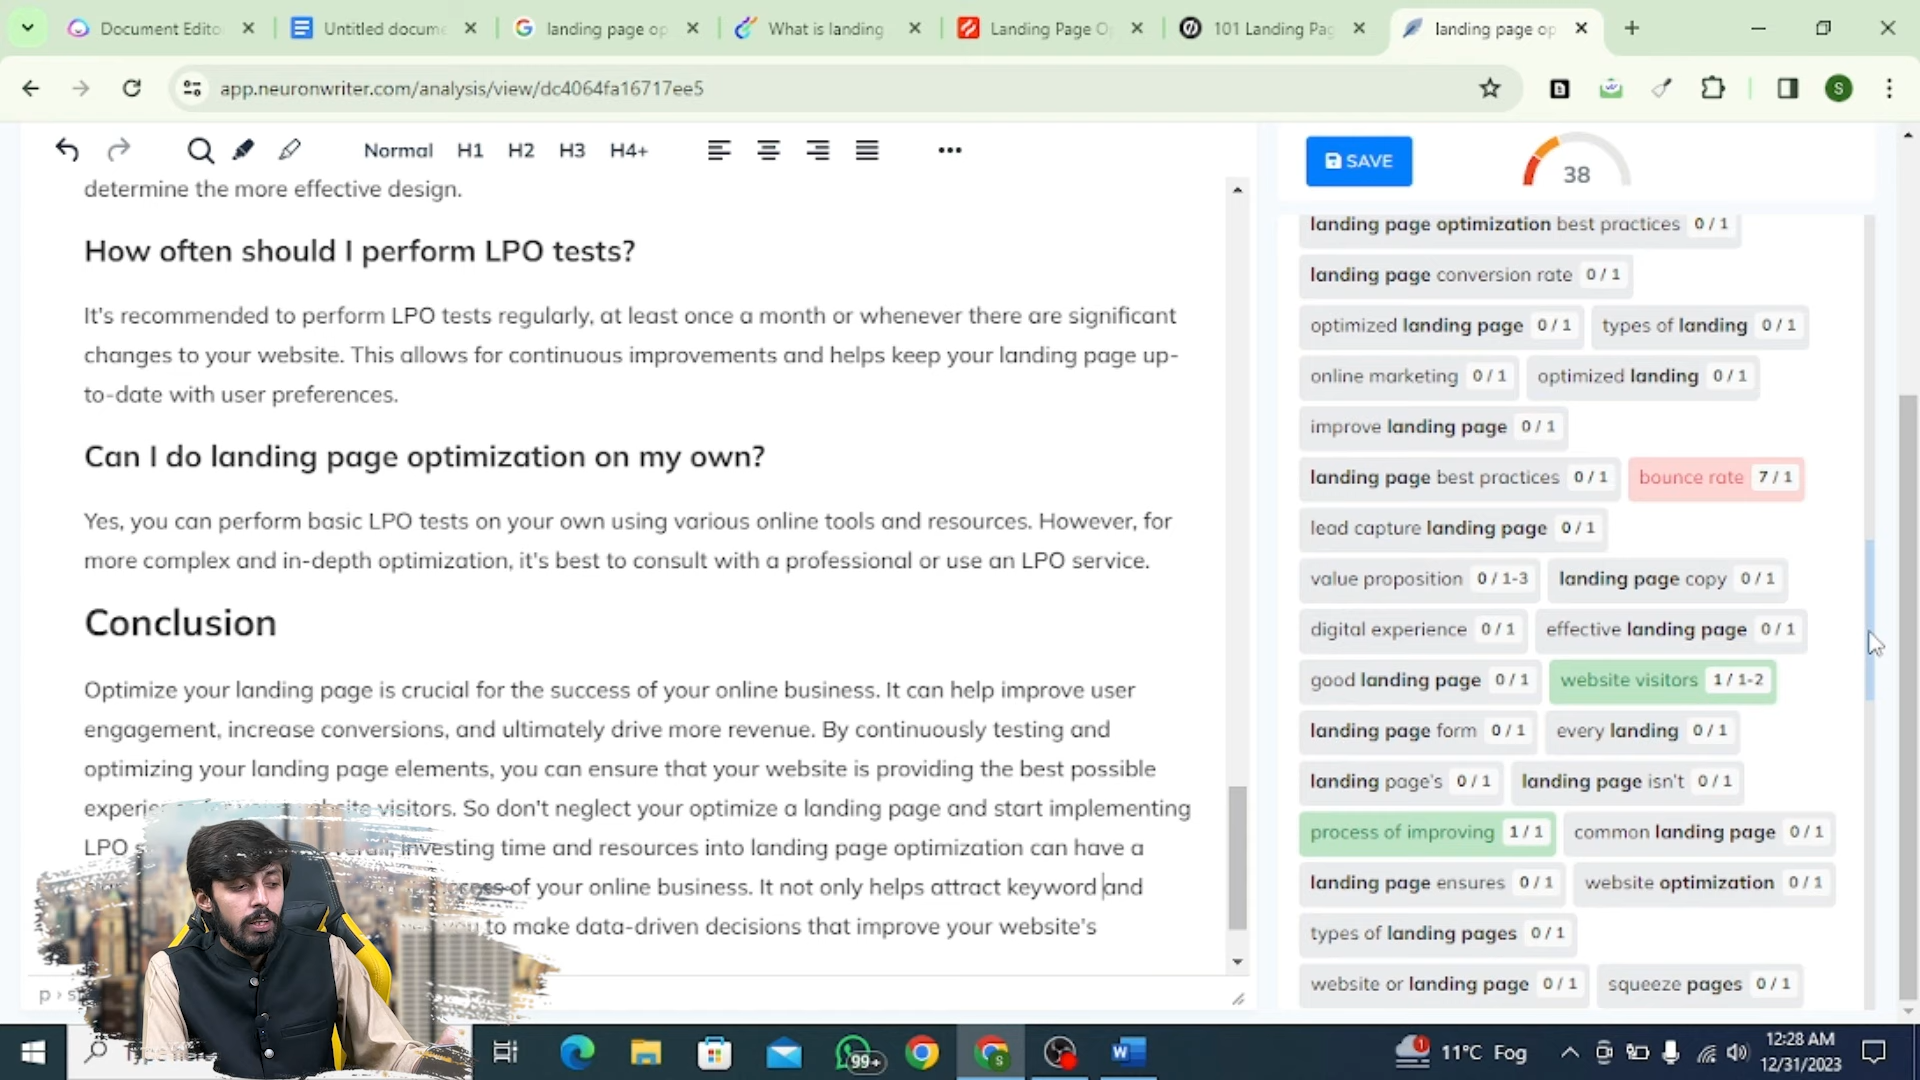 Document Edito
Untitled docume
landing page op
What is landing
Landing Page O
101 Landing Pag
landing page op
app.neuronwriter.com/analysis/view/dc4064fa16717ee5
S
Normal H1 H2 H3 H4+
SAVE
38
determine the more effective design.
How often should I perform LPO tests?
It's recommended to perform LPO tests regularly, at least once a month or whenever there are significant
changes to your website. This allows for continuous improvements and helps keep your landing page up-
to-date with user preferences.
Can I do landing page optimization on my own?
Yes, you can perform basic LPO tests on your own using various online tools and resources. However, for
more complex and in-depth optimization, it's best to consult with a professional or use an LPO service.
Conclusion
Optimize your landing page is crucial for the success of your online business. It can help improve user
engagement, increase conversions, and ultimately drive more revenue. By continuously testing and
optimizing your landing page elements, you can ensure that your website is providing the best possible
visitors. So don't neglect your optimize a landing page and start implementing
LPO investing time and resources into landing page optimization can have a
of your online business. It not only helps attract keyword and
to make data-driven decisions that improve your website's
landing page optimization best practices 0 / 1
landing page conversion rate 0 / 1
optimized landing page 0 / 1 types of landing 0 / 1
online marketing 0 / 1 optimized landing 0 / 1
improve landing page 0 / 1
landing page best practices 0 / 1 bounce rate 7 / 1
lead capture landing page 0 / 1
value proposition 0 / 1-3 landing page copy 0 / 1
digital experience 0 / 1 effective landing page 0 / 1
good landing page 0 / 1 website visitors 1 / 1-2
landing page form 0 / 1 every landing 0 / 1
landing page's 0 / 1 landing page isn't 0 / 1
process of improving 1 / 1 common landing page 0 / 1
landing page ensures 0 / 1 website optimization 0 / 1
types of landing pages 0 / 1
website or landing page 0 / 1 squeeze pages 0 / 1
99+
1
11°C Fog
12:28 AM
12/31/2023